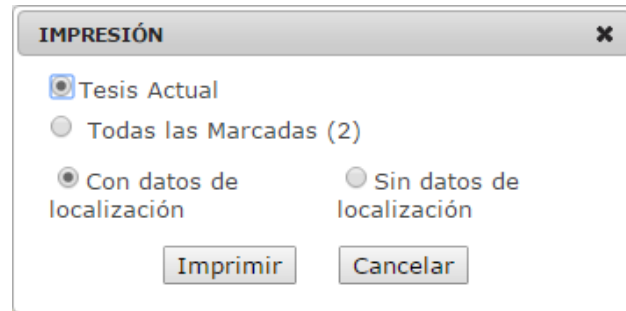 IMPRESIÓN
Tesis Actual
Todas las Marcadas (2)
Con datos de
localización
Sin datos de
localización
Imprimir
Cancelar